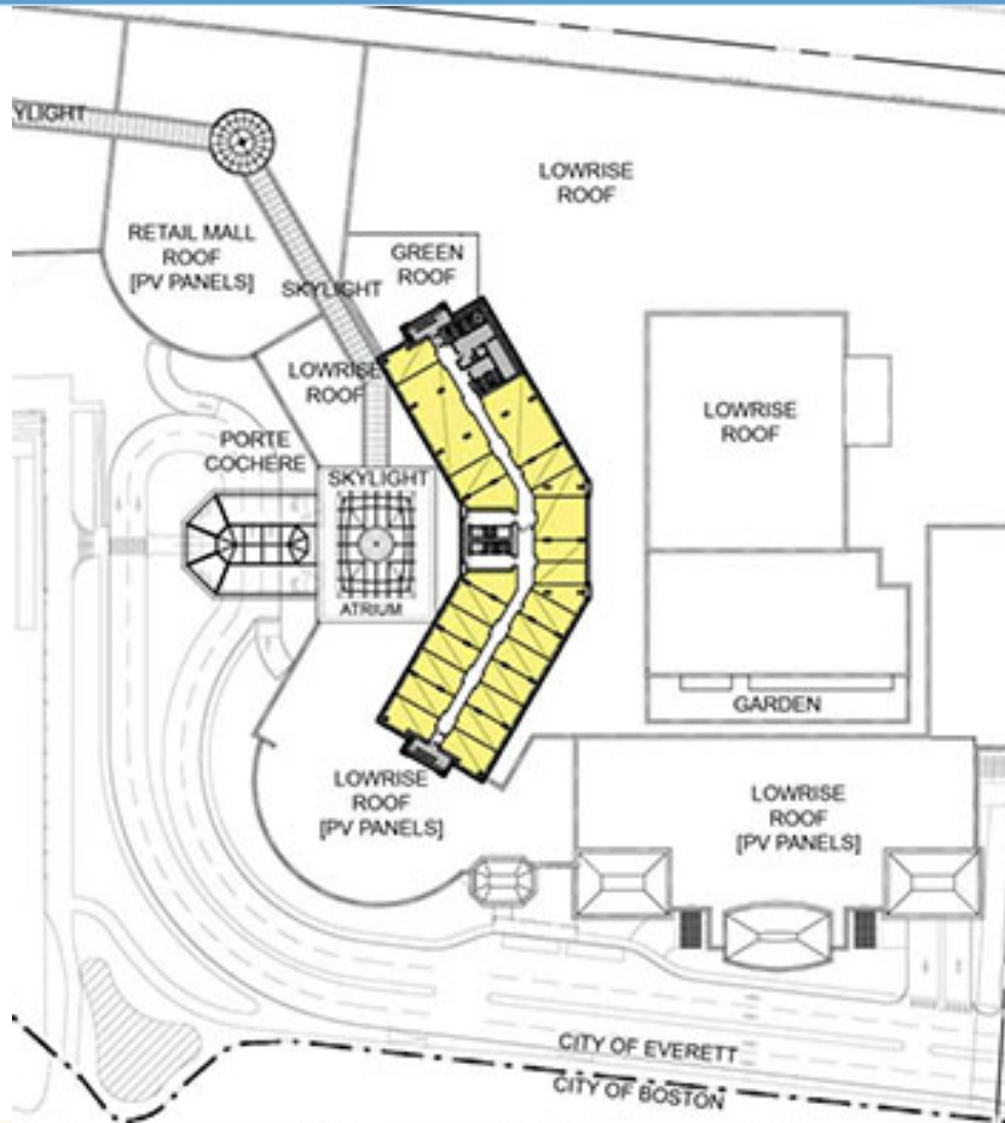 YLIGHT
LOWRISE
ROOF
RETAIL MALL
ROOF
[PV PANELS]
GREEN
ROOF
SKYLIGHT
LOWRISE
ROOF
LOWRISE
ROOF
PORTE
COCHERE
SKYLIGHT
ATRIUM
GARDEN
LOWRISE
ROOF
[PV PANELS]
LOWRISE
ROOF
[PV PANELS]
CITY OF EVERETT
CITY OF BOSTON